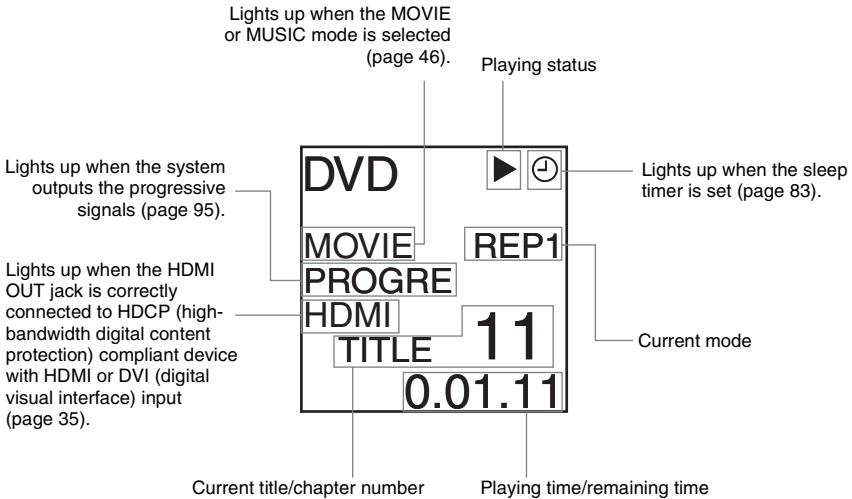 Lights up when the MOVIE
or MUSIC mode is selected
(page 46).
Playing status
Lights up when the system
outputs the progressive
signals (page 95).
DVD
Lights up when the sleep
timer is set (page 83).
MOVIE
REP1
PROGRE
Lights up when the HDMI
OUT jack is correctly
connected to HDCP (high-
bandwidth digital content
protection) compliant device
with HDMI or DVI (digital
visual interface) input
(page 35).
HDMI
TITLE 11
Current mode
0.01.11
Current title/chapter number
Playing time/remaining time